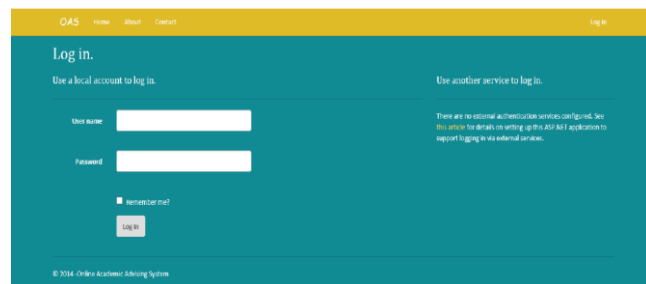 OAS Home About Contact Log in
Log in.
Use a local account to log in.
Use another service to log in.
There are no external authentication services configured. See
this article for details on setting up this ASP.NET application to
support logging in via external services.
User name
Password
Remember me?
Log in
© 2014 -Online Academic Advising System